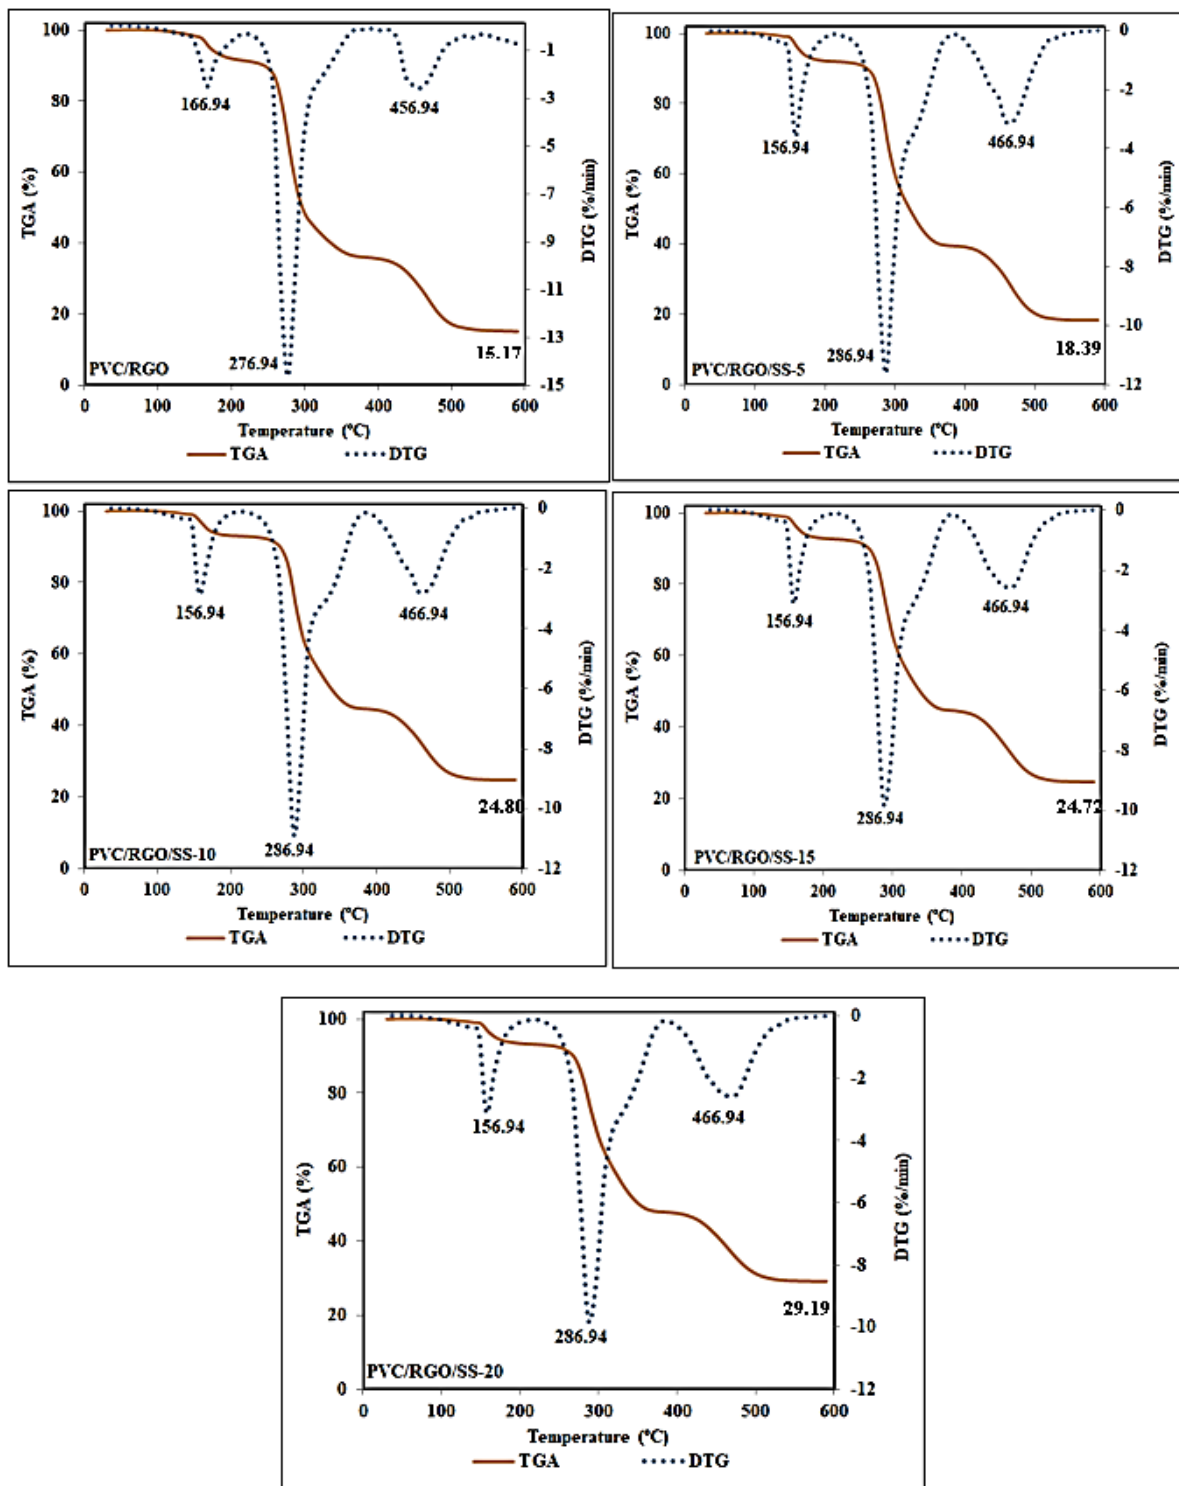 100
80
60
40
20
0
TGA (%)
166.94
456.94
276.94
15.17
PVC/RGO
-1
-3
-5
-7
-9
-11
-13
-15
DTG (%/min)
0 100 200 300 400 500 600
Temperature (ºC)
TGA DTG
100
80
60
40
20
0
TGA (%)
156.94
466.94
286.94
18.39
PVC/RGO/SS-5
0
-2
-4
-6
-8
-10
-12
DTG (%/min)
0 100 200 300 400 500 600
Temperature (ºC)
TGA DTG
100
80
60
40
20
0
TGA (%)
156.94
466.94
24.80
286.94
PVC/RGO/SS-10
0
-2
-4
-6
-8
-10
-12
DTG (%/min)
0 100 200 300 400 500 600
Temperature (ºC)
TGA DTG
100
80
60
40
20
0
TGA (%)
156.94
466.94
24.72
286.94
PVC/RGO/SS-15
0
-2
-4
-6
-8
-10
-12
DTG (%/min)
0 100 200 300 400 500 600
Temperature (ºC)
TGA DTG
100
80
60
40
20
0
TGA (%)
156.94
466.94
29.19
286.94
PVC/RGO/SS-20
0
-2
-4
-6
-8
-10
-12
DTG (%/min)
0 100 200 300 400 500 600
Temperature (ºC)
TGA DTG